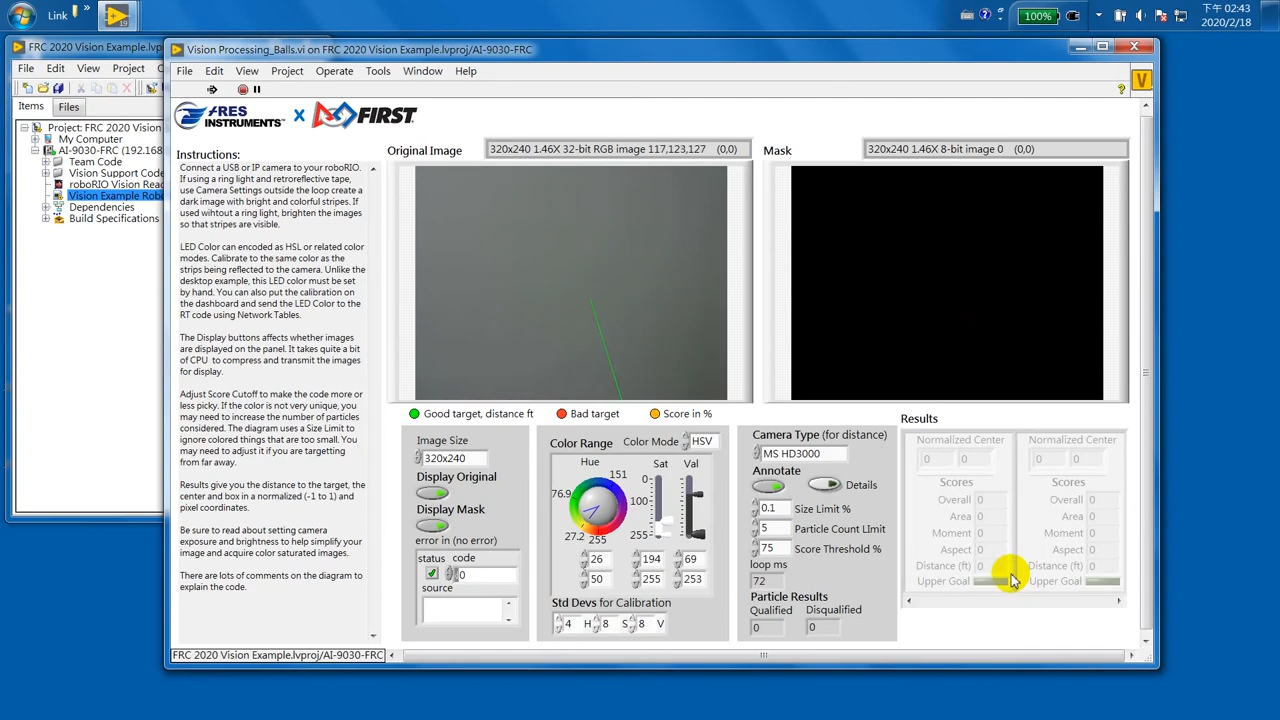 Link
»
19
100%
下午 02:43
2020/2/18
FRC 2020 Vision Example.lvp
File Edit View Project
Items Files
Project: FRC 2020 Vision
My Computer
AI-9030-FRC (192.168
Team Code
Vision Support Code
roboRIO Vision Rea
Vision Example Robo
Dependencies
Build Specifications
Vision Processing_Balls.vi on FRC 2020 Vision Example.lvproj/AI-9030-FRC
File Edit View Project Operate Tools Window Help
ARES INSTRUMENTS X FIRST
Instructions:
Connect a USB or IP camera to your roboRIO.
If using a ring light and retroreflective tape,
use Camera Settings outside the loop create a
dark image with bright and colorful stripes. If
used wihtout a ring light, brighten the images
so that stripes are visible.
LED Color can encoded as HSL or related color
modes. Calibrate to the same color as the
strips being reflected to the camera. Unlike the
desktop example, this LED color must be set
by hand. You can also put the calibration on
the dashboard and send the LED Color to the
RT code using Network Tables.
The Display buttons affects whether images
are displayed on the panel. It takes quite a bit
of CPU to compress and transmit the images
for display.
Adjust Score Cutoff to make the code more or
less picky. If the color is not very unique, you
may need to increase the number of particles
considered. The diagram uses a Size Limit to
ignore colored things that are too small. You
may need to adjust it if you are targetting
from far away.
Results give you the distance to the target, the
center and box in a normalized (-1 to 1) and
pixel coordinates.
Be sure to read about setting camera
exposure and brightness to help simplify your
image and acquire color saturated images.
There are lots of comments on the diagram to
explain the code.
Original Image
320x240 1.46X 32-bit RGB image 117,123,127 (0,0)
Mask
320x240 1.46X 8-bit image 0 (0,0)
Good target, distance ft Bad target Score in %
Image Size
320x240
Display Original
Display Mask
error in (no error)
status code
0
source
Color Range Color Mode HSV
Hue Sat Val
151
76.9
27.2
255
0
100
255
26 194 69
50 255 253
Std Devs for Calibration
4 H 8 S 8 V
Camera Type (for distance)
MS HD3000
Annotate
Details
0.1 Size Limit %
5 Particle Count LImit
75 Score Threshold %
loop ms
72
Particle Results
Qualified Disqualified
0 0
Results
Normalized Center Normalized Center
0 0 0 0
Scores Scores
Overall 0 Overall 0
Area 0 Area 0
Moment 0 Moment 0
Aspect 0 Aspect 0
Distance (ft) 0 Distance (ft) 0
Upper Goal Upper Goal
FRC 2020 Vision Example.lvproj/AI-9030-FRC